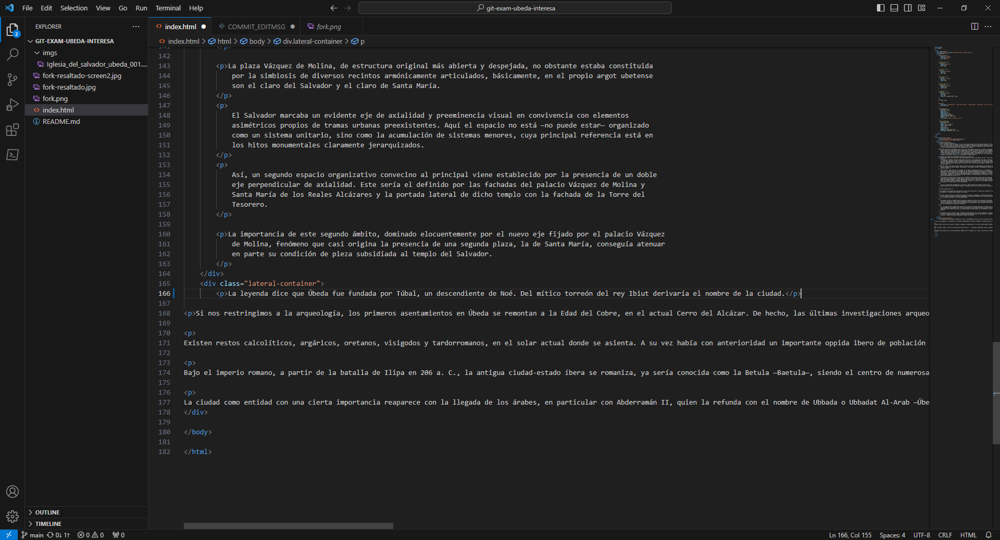 File Edit Selection View Go Run Terminal Help
git-exam-ubeda-interesa
EXPLORER
index.html
COMMIT_EDITMSG
fork.png
index.html > html > body > div.lateral-container > p
2
GIT-EXAM-UBEDA-INTERESA
imgs
Iglesia_del_salvador_ubeda_001....
fork-resaltado-screen2.jpg
fork-resaltado.jpg
fork.png
index.html
README.md
141 </p>
142
143 <p>La plaza Vázquez de Molina, de estructura original más abierta y despejada, no obstante estaba constituida
144 por la simbiosis de diversos recintos armónicamente articulados, básicamente, en el propio argot ubetense
145 son el claro del Salvador y el claro de Santa María.
146 </p>
147 <p>
148 El Salvador marcaba un evidente eje de axialidad y preeminencia visual en convivencia con elementos
149 asimétricos propios de tramas urbanas preexistentes. Aquí el espacio no está —no puede estar— organizado
150 como un sistema unitario, sino como la acumulación de sistemas menores, cuya principal referencia está en
151 los hitos monumentales claramente jerarquizados.
152 </p>
153 <p>
154 Así, un segundo espacio organizativo convecino al principal viene establecido por la presencia de un doble
155 eje perpendicular de axialidad. Este sería el definido por las fachadas del palacio Vázquez de Molina y
156 Santa María de los Reales Alcázares y la portada lateral de dicho templo con la fachada de la Torre del
157 Tesorero.
158 </p>
159
160 <p>La importancia de este segundo ámbito, dominado elocuentemente por el nuevo eje fijado por el palacio Vázquez
161 de Molina, fenómeno que casi origina la presencia de una segunda plaza, la de Santa María, conseguía atenuar
162 en parte su condición de pieza subsidiada al templo del Salvador.
163 </p>
164 </div>
165 <div class="lateral-container">
166 <p>La leyenda dice que Úbeda fue fundada por Túbal, un descendiente de Noé. Del mítico torreón del rey Ibiut derivaría el nombre de la ciudad.</p>
167
168 <p>Si nos restringimos a la arqueología, los primeros asentamientos en Úbeda se remontan a la Edad del Cobre, en el actual Cerro del Alcázar. De hecho, las últimas investigaciones arqueo
169
170 <p>
171 Existen restos calcolíticos, argáricos, oretanos, visigodos y tardorromanos, en el solar actual donde se asienta. A su vez había con anterioridad un importante oppida ibero de población
172
173 <p>
174 Bajo el imperio romano, a partir de la batalla de Ilipa en 206 a. C., la antigua ciudad-estado íbera se romaniza, ya sería conocida como la Betula —Baetula—, siendo el centro de numerosa
175
176 <p>
177 La ciudad como entidad con una cierta importancia reaparece con la llegada de los árabes, en particular con Abderramán II, quien la refunda con el nombre de Ubbada o Ubbadat Al-Arab —Úbe
178 </div>
179
180 </body>
181
182 </html>
OUTLINE
TIMELINE
main 0↓ 1↑ 0 0 0
Ln 166, Col 155 Spaces: 4 UTF-8 CRLF HTML